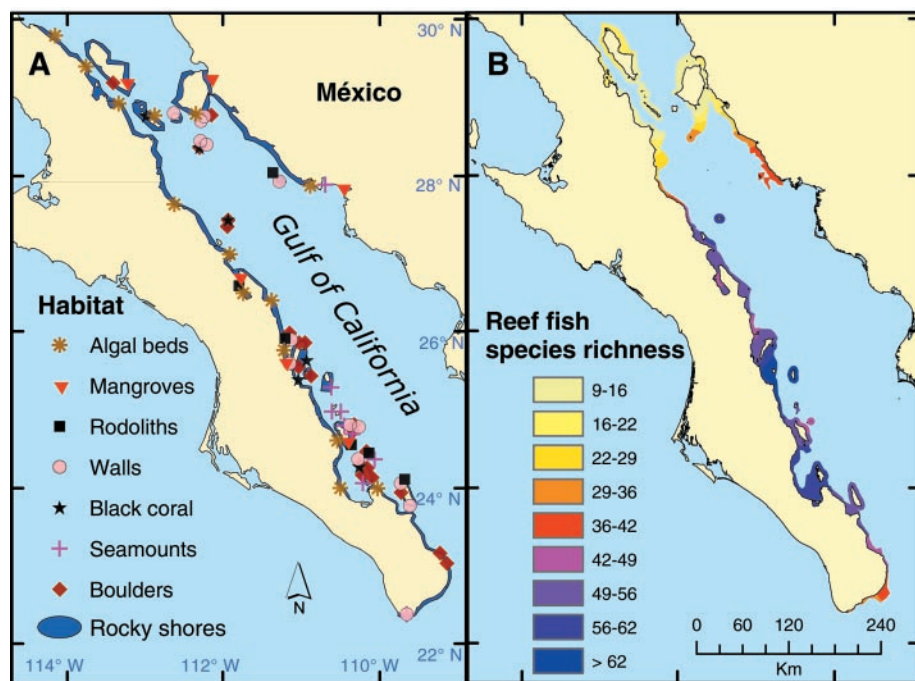 A
México
30° N
28° N
26° N
24° N
22° N
114° W
112° W
110° W
Gulf of California
Habitat
Algal beds
Mangroves
Rodoliths
Walls
Black coral
Seamounts
Boulders
Rocky shores
N
B
Reef fish
species richness
9-16
16-22
22-29
29-36
36-42
42-49
49-56
56-62
> 62
0 60 120 240
Km